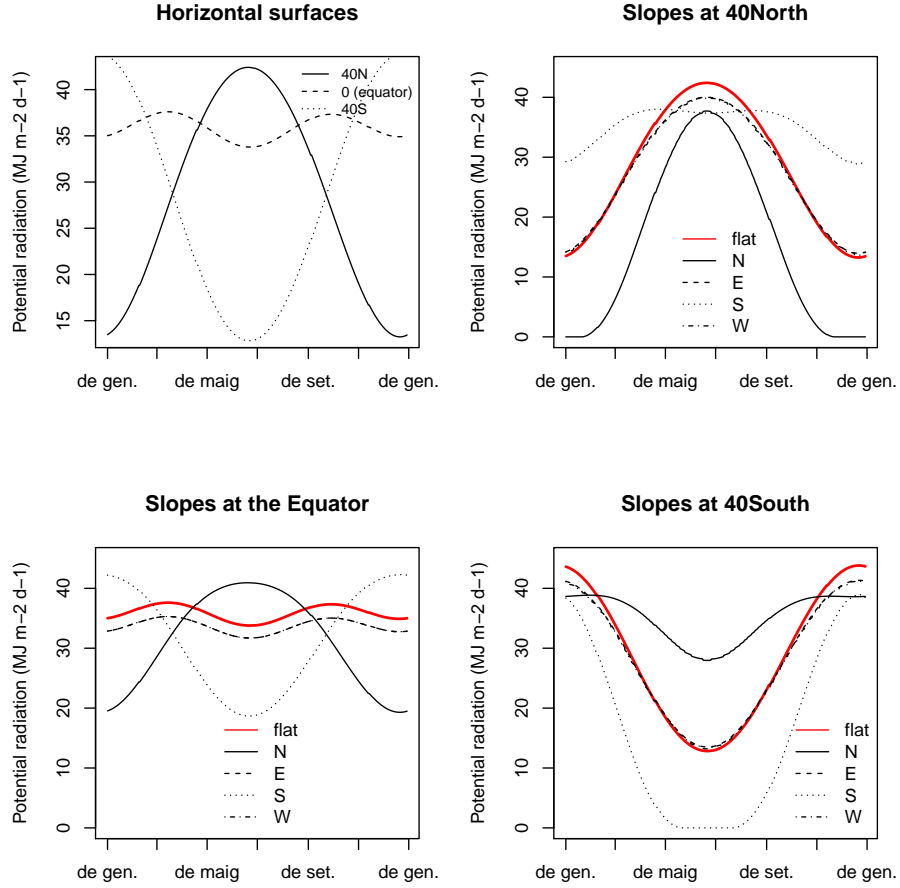 Horizontal surfaces
Potential radiation (MJ m−2 d−1)
15 20 25 30 35 40
40N
0 (equator)
40S
de gen. de maig de set. de gen.
Slopes at 40North
Potential radiation (MJ m−2 d−1)
0 10 20 30 40
flat
N
E
S
W
de gen. de maig de set. de gen.
Slopes at the Equator
Potential radiation (MJ m−2 d−1)
0 10 20 30 40
flat
N
E
S
W
de gen. de maig de set. de gen.
Slopes at 40South
Potential radiation (MJ m−2 d−1)
0 10 20 30 40
flat
N
E
S
W
de gen. de maig de set. de gen.